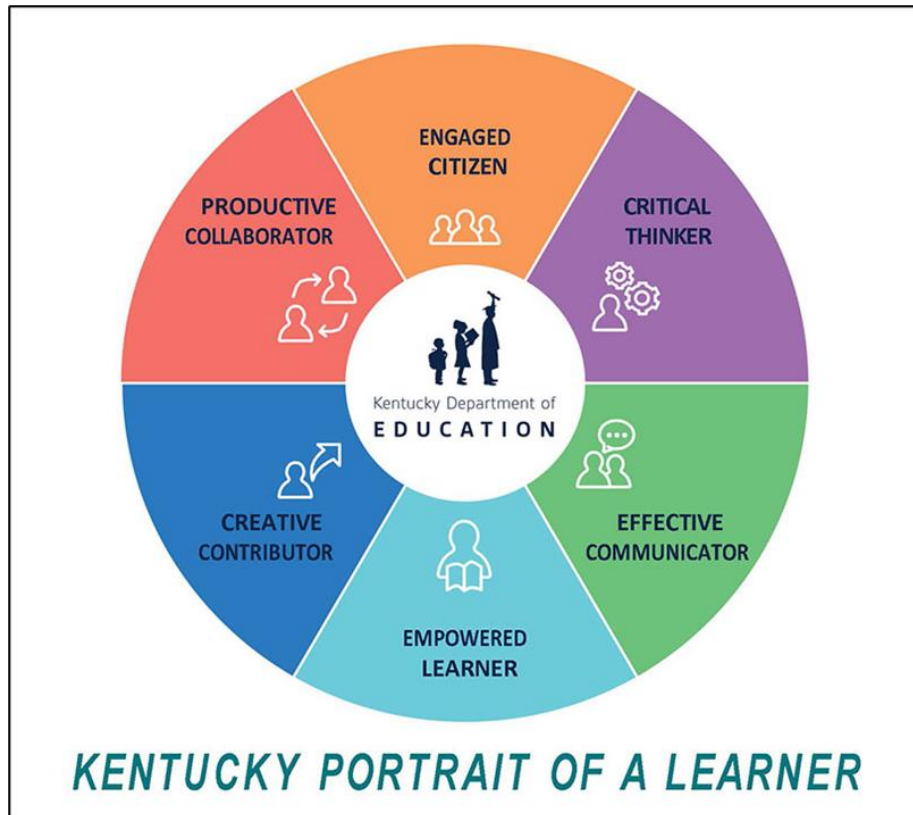 ENGAGED
CITIZEN
CRITICAL
THINKER
EFFECTIVE
COMMUNICATOR
EMPOWERED
LEARNER
CREATIVE
CONTRIBUTOR
PRODUCTIVE
COLLABORATOR
Kentucky Department of
EDUCATION
KENTUCKY PORTRAIT OF A LEARNER